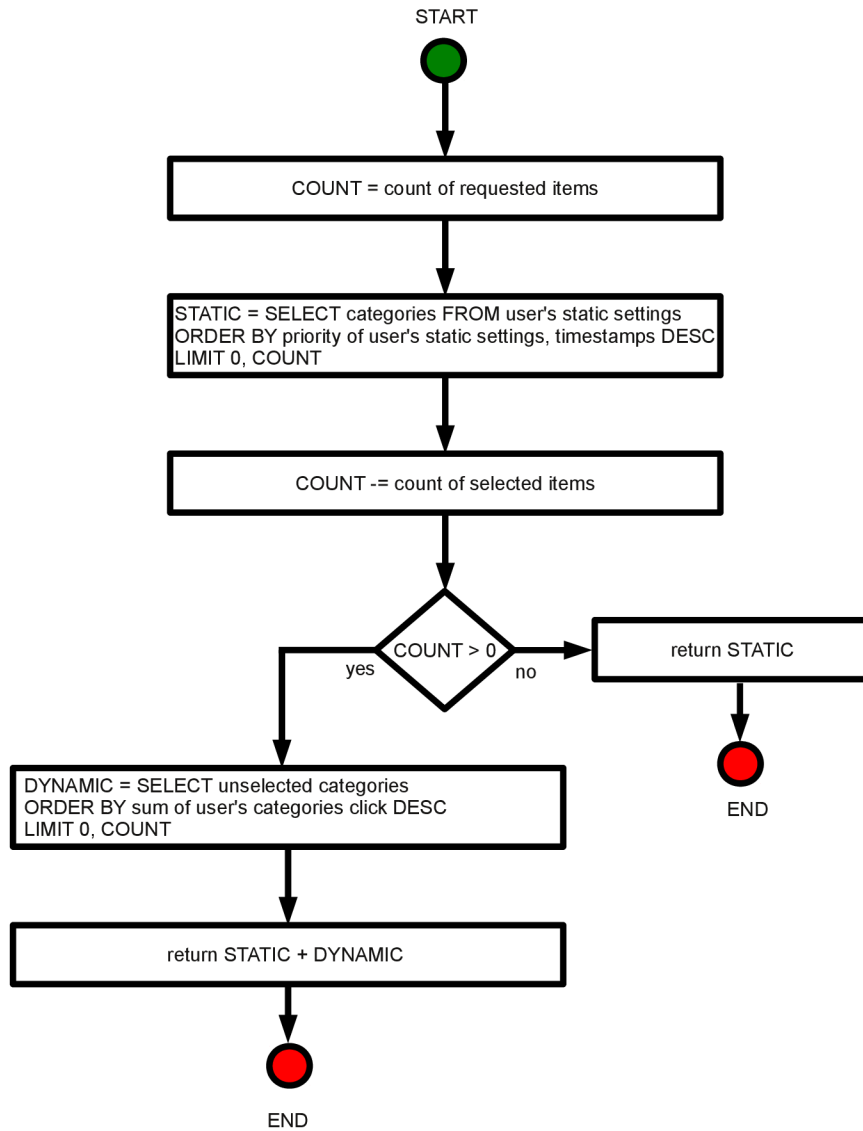 START
COUNT = count of requested items
STATIC = SELECT categories FROM user's static settings
ORDER BY priority of user's static settings, timestamps DESC
LIMIT 0, COUNT
COUNT -= count of selected items
COUNT > 0
yes
no
return STATIC
END
DYNAMIC = SELECT unselected categories
ORDER BY sum of user's categories click DESC
LIMIT 0, COUNT
return STATIC + DYNAMIC
END